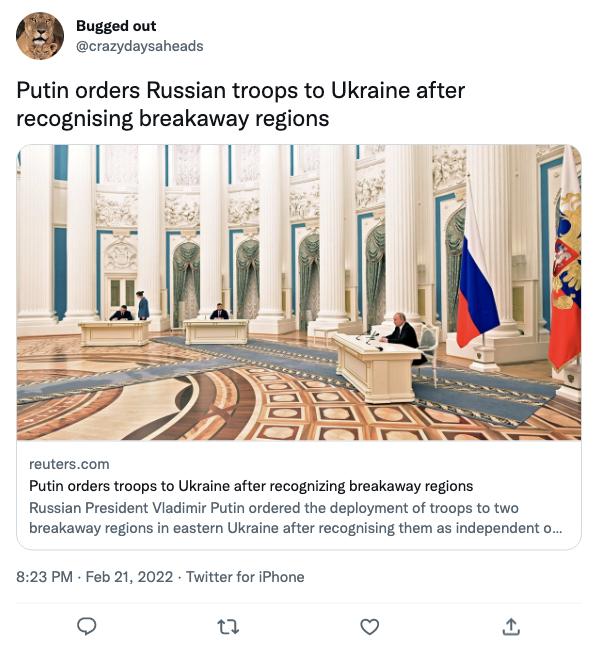 Bugged out
@crazydaysaheads
Putin orders Russian troops to Ukraine after
recognising breakaway regions
reuters.com
Putin orders troops to Ukraine after recognizing breakaway regions
Russian President Vladimir Putin ordered the deployment of troops to two
breakaway regions in eastern Ukraine after recognising them as independent o...
8:23 PM · Feb 21, 2022 · Twitter for iPhone